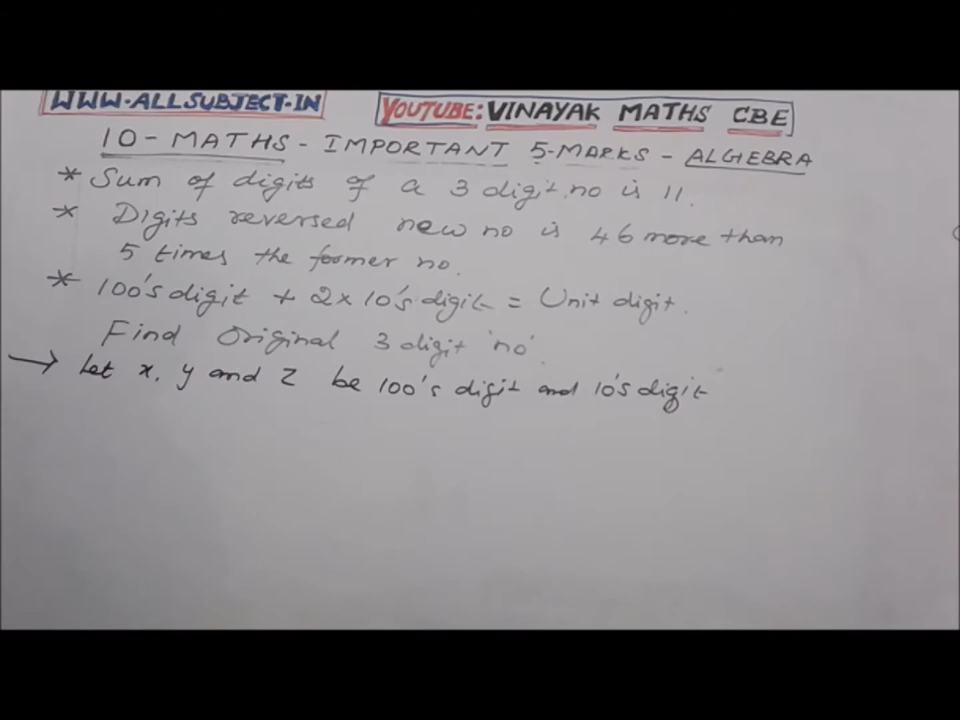 WWW-ALLSUBJECT-IN
YOUTUBE: VINAYAK MATHS CBE
10 - MATHS - IMPORTANT 5-MARKS - ALGEBRA
* Sum of digits of a 3 digit no is 11.
* Digits reversed new no is 46 more than
5 times the former no.
* 100's digit + 2x 10's digit = Unit digit.
Find Original 3 digit 'no'.
→ Let x, y and z be 100's digit and 10's digit